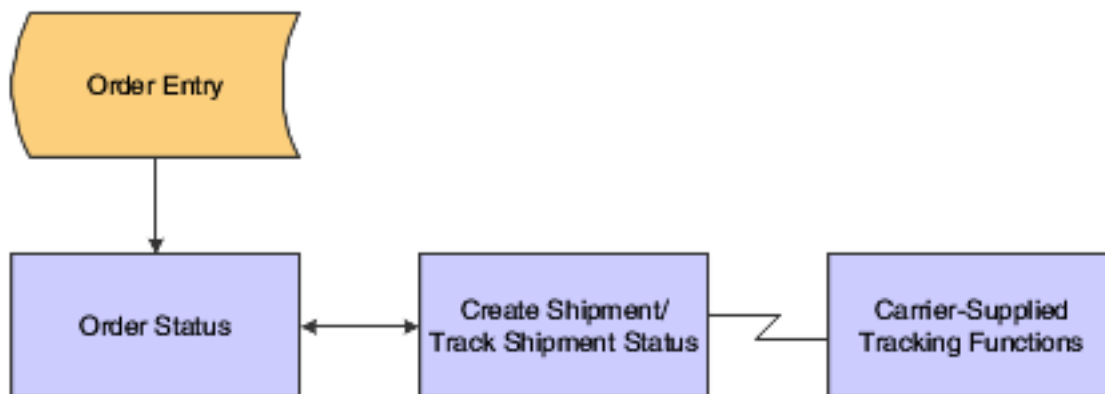 Order Entry
Order Status
Create Shipment/
Track Shipment Status
Carrier-Supplied
Tracking Functions